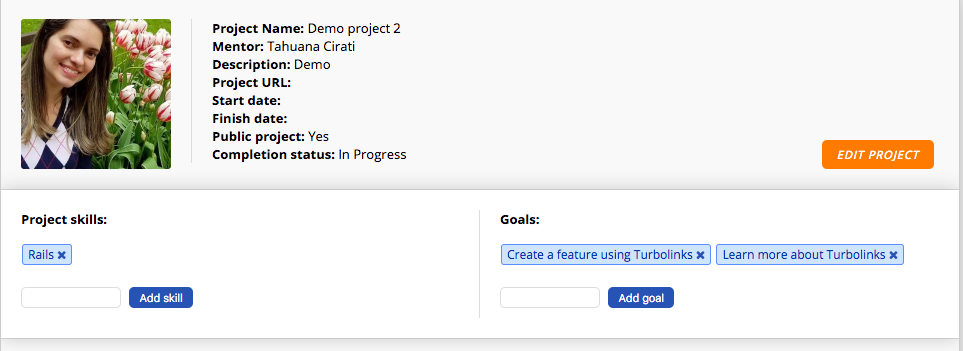 Project Name: Demo project 2
Mentor: Tahuana Cirati
Description: Demo
Project URL:
Start date:
Finish date:
Public project: Yes
Completion status: In Progress
EDIT PROJECT
Project skills:
Rails ✖
Add skill
Goals:
Create a feature using Turbolinks ✖ Learn more about Turbolinks ✖
Add goal